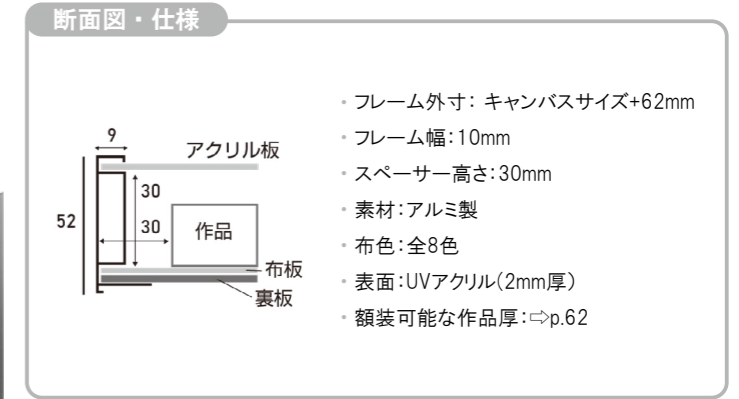 断面図・仕様
・フレーム外寸： キャンバスサイズ+62mm
・フレーム幅：10mm
・スペーサー高さ：30mm
・素材：アルミ製
・布色：全8色
・表面：UVアクリル（2mm厚）
・額装可能な作品厚：⇨p.62
9
アクリル板
30
52
30
作品
布板
裏板